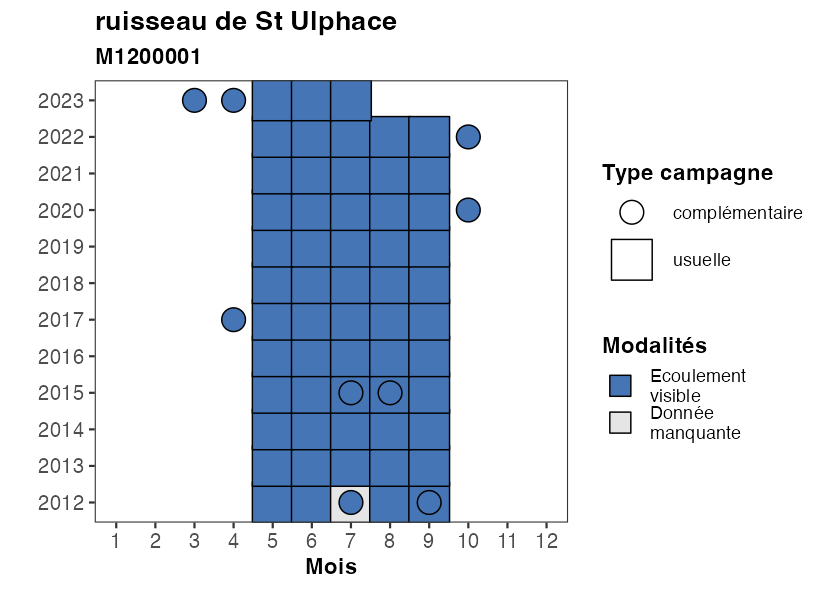 ruisseau de St Ulphace
M1200001
2023
2022
2021
2020
2019
2018
2017
2016
2015
2014
2013
2012
1 2 3 4 5 6 7 8 9 10 11 12
Mois
Type campagne
complémentaire
usuelle
Modalités
Ecoulement
visible
Donnée
manquante